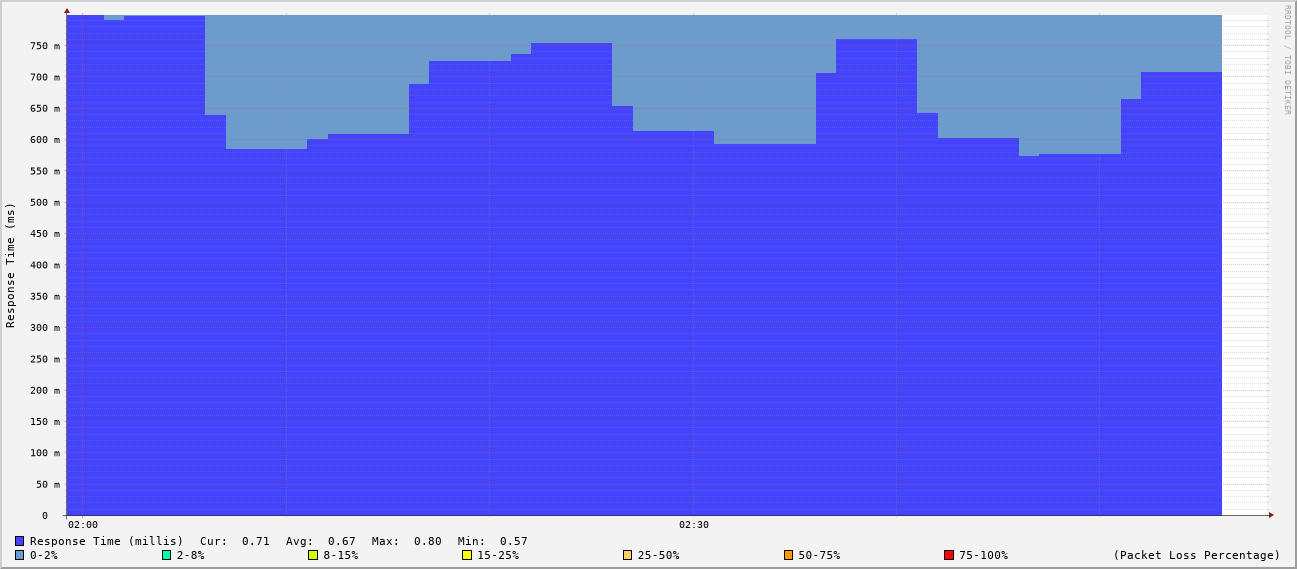 RRDTOOL / TOBI OETIKER
Response Time (ms)
750 m
700 m
650 m
600 m
550 m
500 m
450 m
400 m
350 m
300 m
250 m
200 m
150 m
100 m
50 m
0
02:00 02:30
Response Time (millis) Cur: 0.71 Avg: 0.67 Max: 0.80 Min: 0.57
0-2% 2-8% 8-15% 15-25% 25-50% 50-75% 75-100% (Packet Loss Percentage)